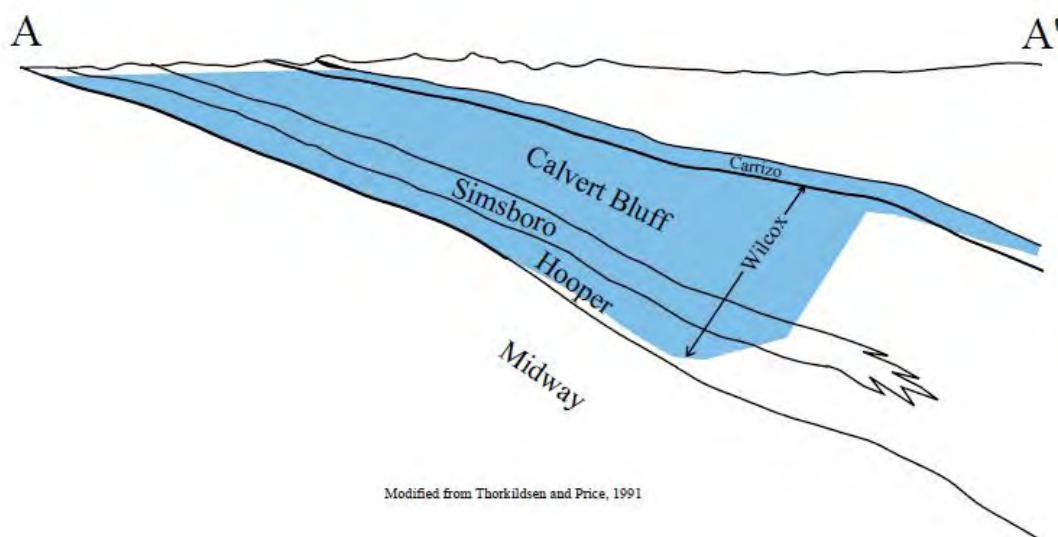 A
A'
Carrizo
Calvert Bluff
Wilcox
Simsboro
Hooper
Midway
Modified from Thorkildsen and Price, 1991